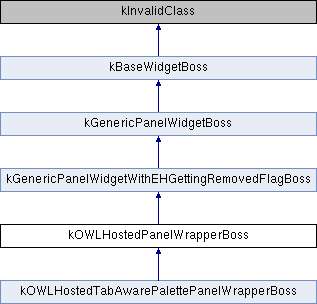 kInvalidClass
kBaseWidgetBoss
kGenericPanelWidgetBoss
kGenericPanelWidgetWithEHGettingRemovedFlagBoss
kOWLHostedPanelWrapperBoss
kOWLHostedTabAwarePalettePanelWrapperBoss